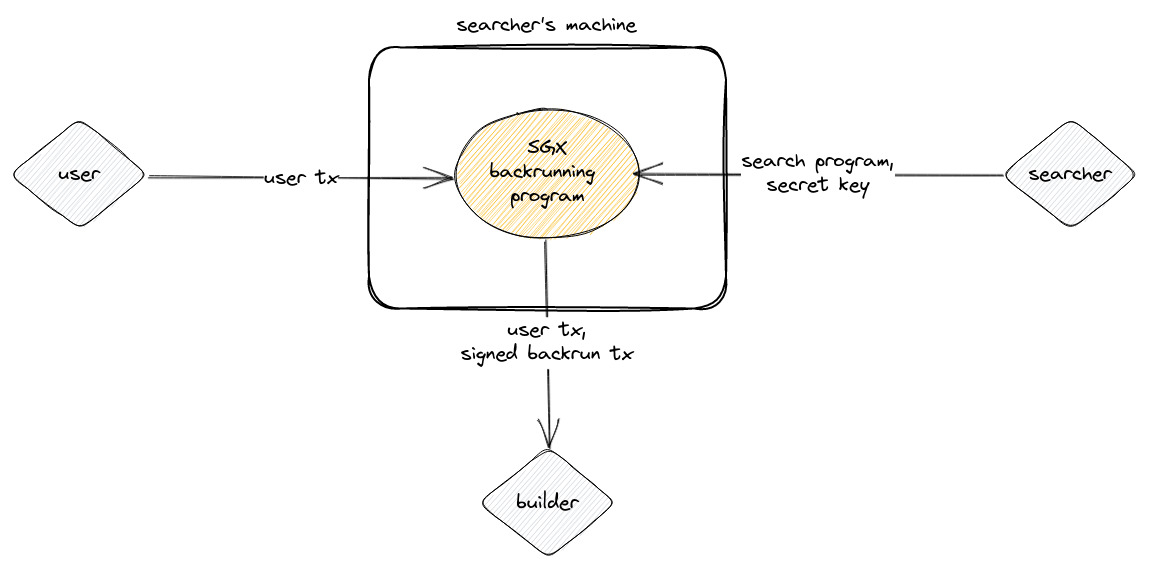 searcher's machine
user
user tx
SGX
backrunning
program
search program,
secret key
searcher
user tx,
signed backrun tx
builder